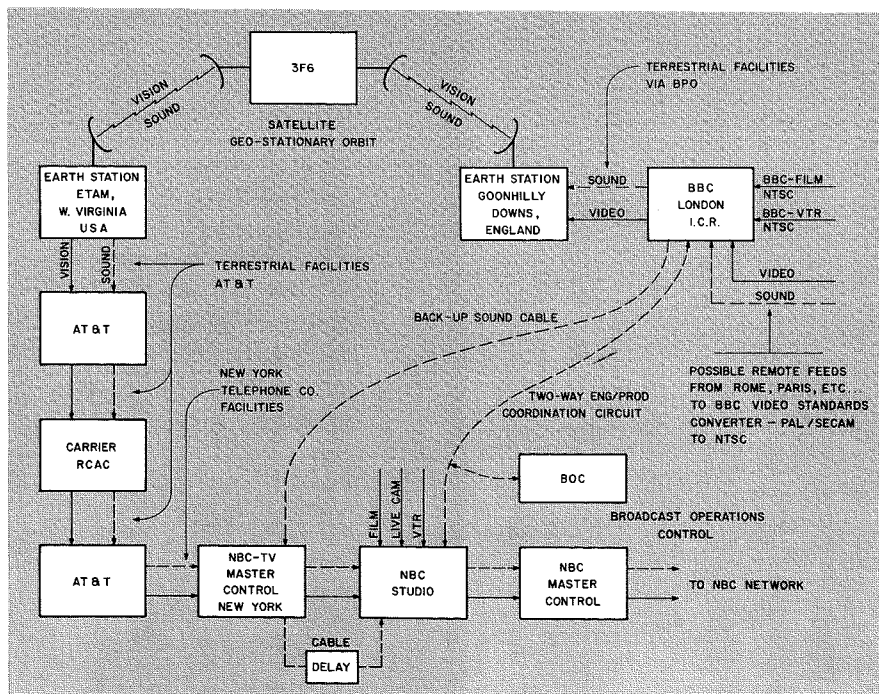 3F6
VISION
SOUND
VISION
SOUND
SATELLITE
GEO-STATIONARY ORBIT
TERRESTRIAL FACILITIES
VIA BPO
EARTH STATION
ETAM,
W. VIRGINIA
USA
EARTH STATION
GOONHILLY
DOWNS,
ENGLAND
SOUND
VIDEO
BBC
LONDON
I.C.R.
BBC-FILM
NTSC
BBC-VTR
NTSC
VIDEO
SOUND
VISION
SOUND
TERRESTRIAL FACILITIES
AT&T
AT&T
BACK-UP SOUND CABLE
POSSIBLE REMOTE FEEDS
FROM ROME, PARIS, ETC...
TO BBC VIDEO STANDARDS
CONVERTER - PAL/SECAM
TO NTSC
NEW YORK
TELEPHONE CO.
FACILITIES
TWO-WAY ENG/PROD
COORDINATION CIRCUIT
CARRIER
RCAC
BOC
BROADCAST OPERATIONS
CONTROL
FILM
LIVE CAM
VTR
AT&T
NBC-TV
MASTER
CONTROL
NEW YORK
NBC
STUDIO
NBC
MASTER
CONTROL
TO NBC NETWORK
CABLE
DELAY